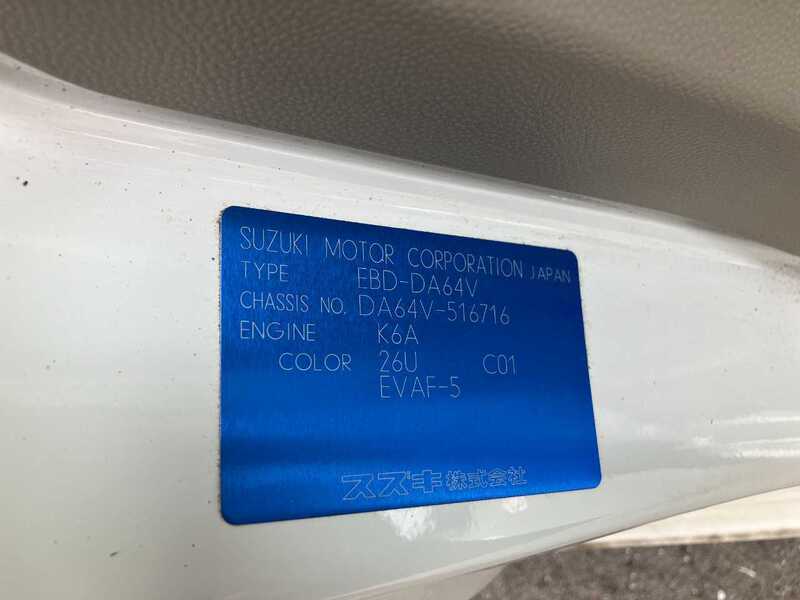 SUZUKI MOTOR CORPORATION JAPAN
TYPE EBD-DA64V
CHASSIS NO. DA64V-516716
ENGINE K6A
COLOR 26U C01
EVAF-5
スズキ株式会社